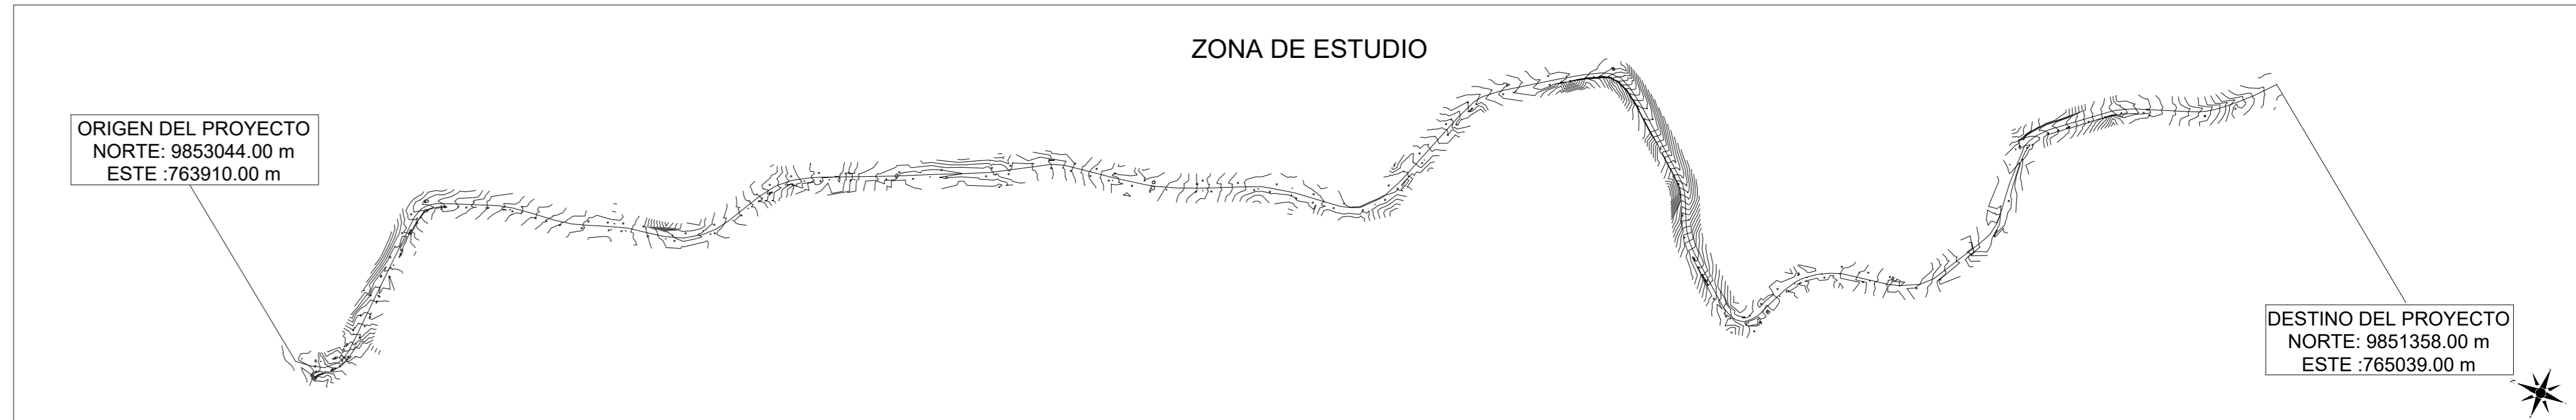 ZONA DE ESTUDIO
ORIGEN DEL PROYECTO
NORTE: 9853044.00 m
ESTE :763910.00 m
DESTINO DEL PROYECTO
NORTE: 9851358.00 m
ESTE :765039.00 m